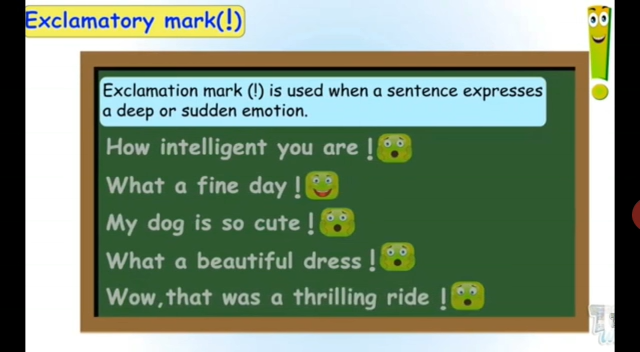 Exclamatory mark(!)
Exclamation mark (!) is used when a sentence expresses
a deep or sudden emotion.
How intelligent you are !
What a fine day !
My dog is so cute !
What a beautiful dress !
Wow,that was a thrilling ride !